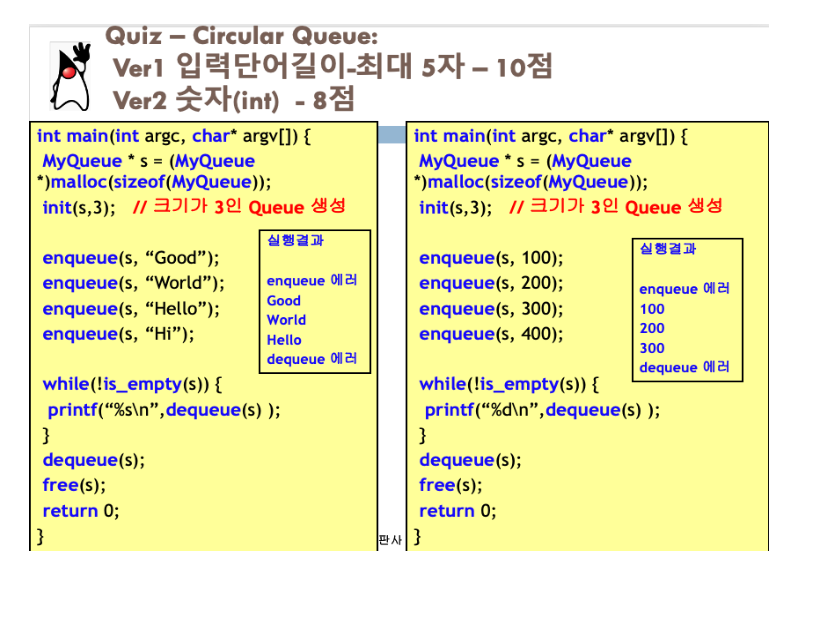 Quiz – Circular Queue:
Ver1 입력단어길이-최대 5자 – 10점
Ver2 숫자(int) - 8점
int main(int argc, char* argv[]) {
MyQueue * s = (MyQueue
*)malloc(sizeof(MyQueue));
init(s,3); // 크기가 3인 Queue 생성
enqueue(s, “Good”);
enqueue(s, “World”);
enqueue(s, “Hello”);
enqueue(s, “Hi”);
while(!is_empty(s)) {
printf(“%s\n”,dequeue(s) );
}
dequeue(s);
free(s);
return 0;
}
실행결과
enqueue 에러
Good
World
Hello
dequeue 에러
판사
int main(int argc, char* argv[]) {
MyQueue * s = (MyQueue
*)malloc(sizeof(MyQueue));
init(s,3); // 크기가 3인 Queue 생성
enqueue(s, 100);
enqueue(s, 200);
enqueue(s, 300);
enqueue(s, 400);
while(!is_empty(s)) {
printf(“%d\n”,dequeue(s) );
}
dequeue(s);
free(s);
return 0;
}
실행결과
enqueue 에러
100
200
300
dequeue 에러